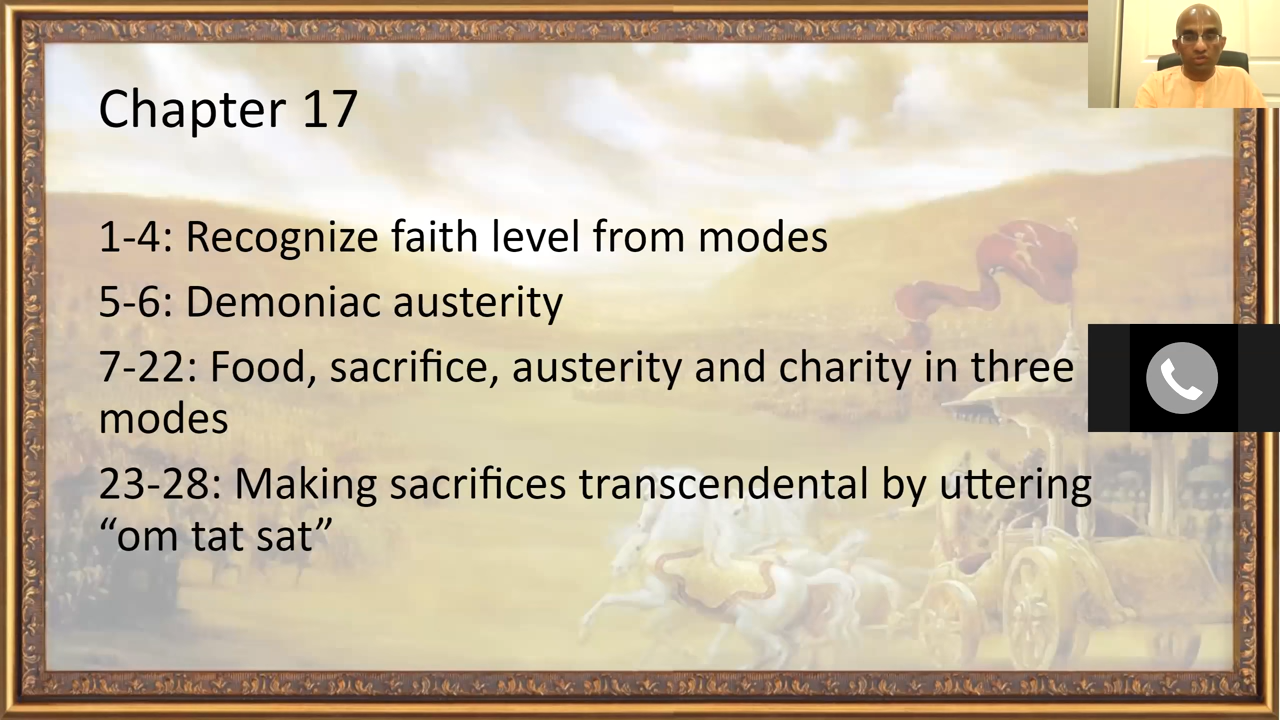 Chapter 17
1-4: Recognize faith level from modes
5-6: Demoniac austerity
7-22: Food, sacrifice, austerity and charity in three
modes
23-28: Making sacrifices transcendental by uttering
“om tat sat”